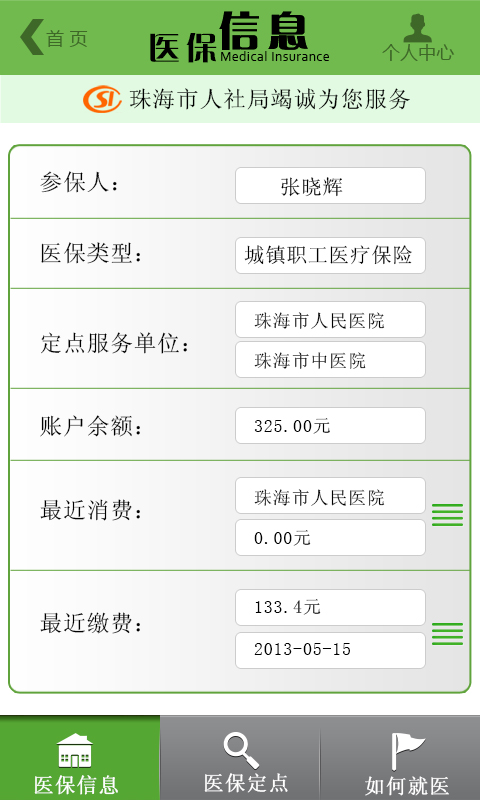 首页
医保信息
Medical Insurance
个人中心
SI 珠海市人社局竭诚为您服务
参保人：
张晓辉
医保类型：
城镇职工医疗保险
定点服务单位：
珠海市人民医院
珠海市中医院
账户余额：
325.00元
最近消费：
珠海市人民医院
0.00元
最近缴费：
133.4元
2013-05-15
医保信息
医保定点
如何就医